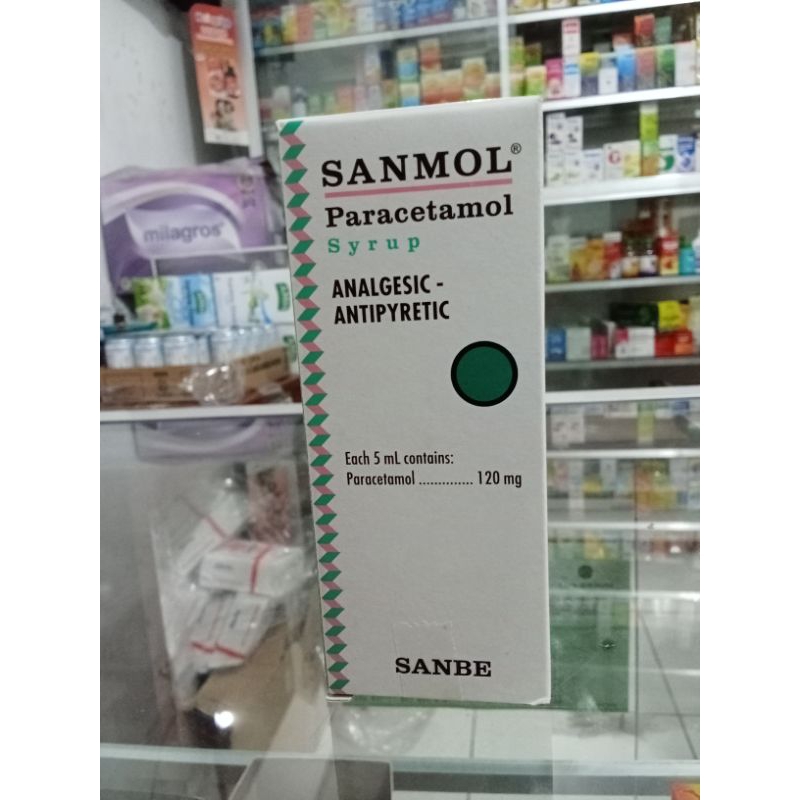 SANMOL®
Paracetamol
Syrup
ANALGESIC -
ANTIPYRETIC
Each 5 mL contains:
Paracetamol .............. 120 mg
SANBE
milagros®